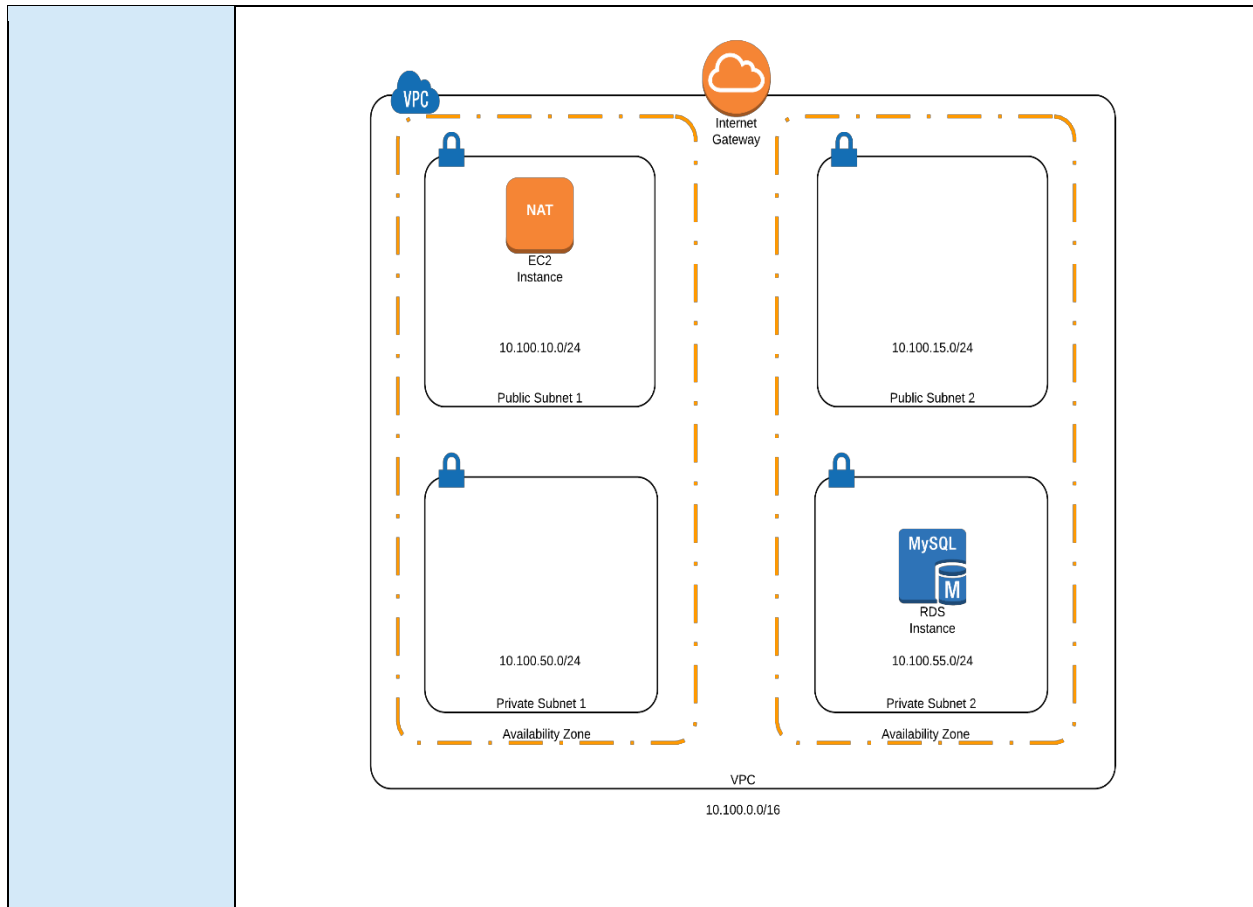 VPC
Internet
Gateway
NAT
EC2
Instance
10.100.10.0/24
Public Subnet 1
10.100.15.0/24
Public Subnet 2
10.100.50.0/24
Private Subnet 1
Availability Zone
MySQL
M
RDS
Instance
10.100.55.0/24
Private Subnet 2
Availability Zone
VPC
10.100.0.0/16